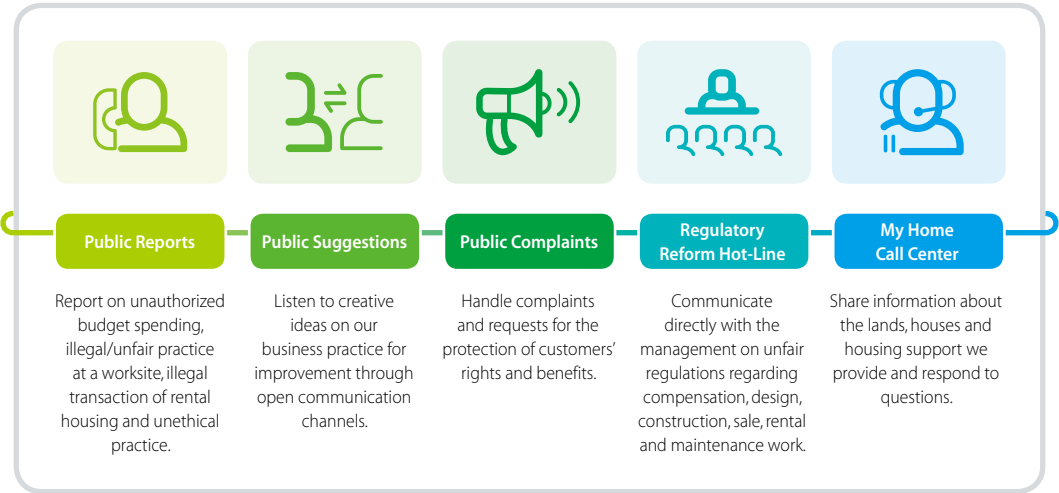 Public Reports
Report on unauthorized
budget spending,
illegal/unfair practice
at a worksite, illegal
transaction of rental
housing and unethical
practice.
Public Suggestions
Listen to creative
ideas on our
business practice for
improvement through
open communication
channels.
Public Complaints
Handle complaints
and requests for the
protection of customers’
rights and benefits.
Regulatory
Reform Hot-Line
Communicate
directly with the
management on unfair
regulations regarding
compensation, design,
construction, sale, rental
and maintenance work.
My Home
Call Center
Share information about
the lands, houses and
housing support we
provide and respond to
questions.